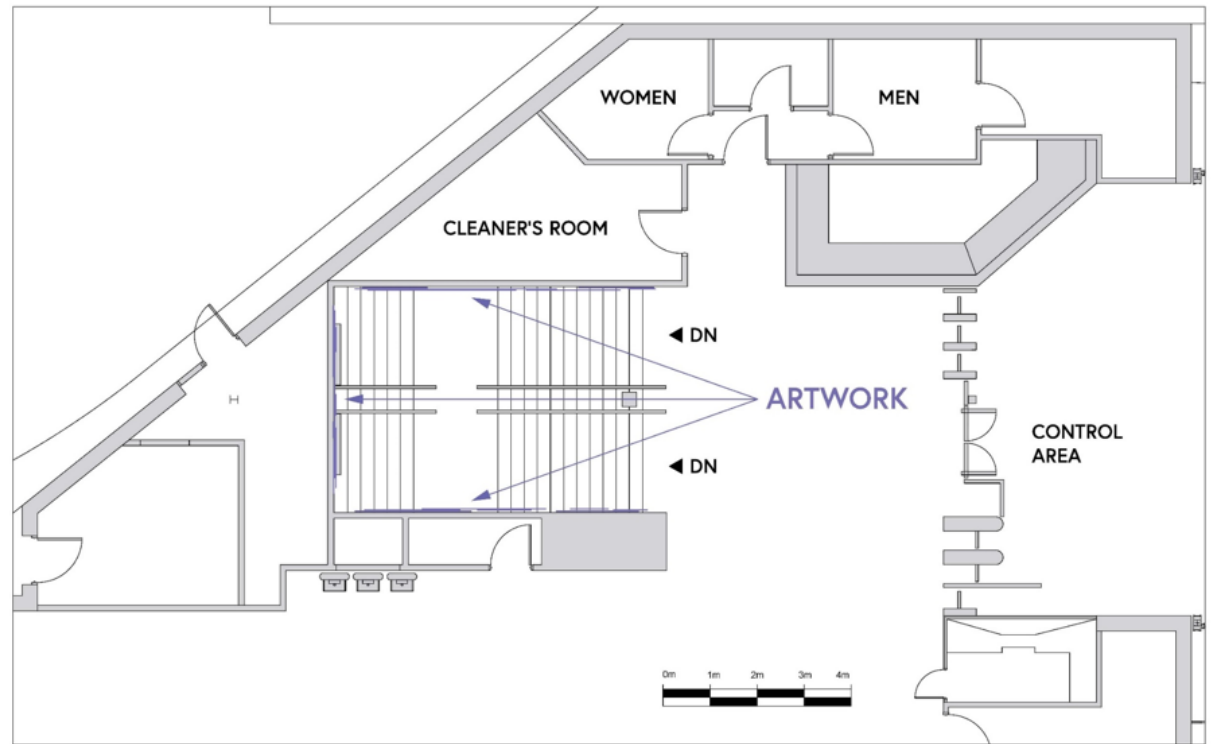 WOMEN
MEN
CLEANER'S ROOM
◀ DN
ARTWORK
CONTROL
AREA
◀ DN
0m 1m 2m 3m 4m